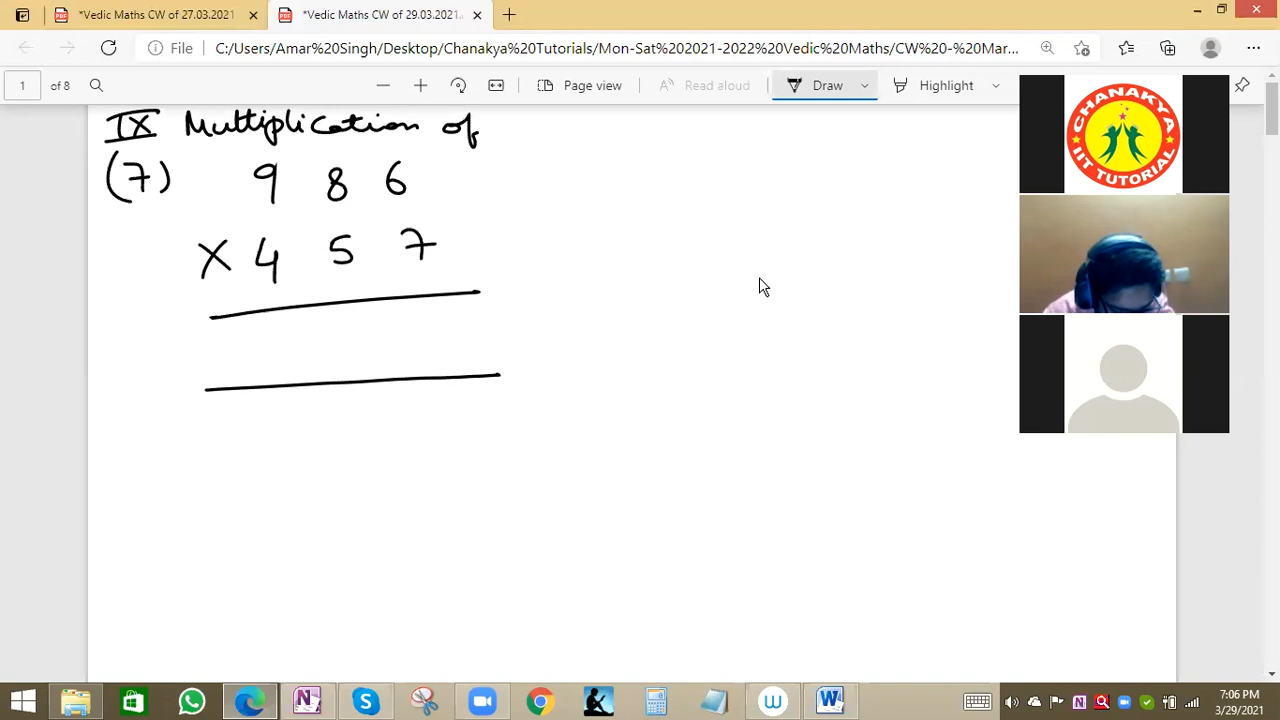 *Vedic Maths CW of 27.03.2021
*Vedic Maths CW of 29.03.2021.
File
C:/Users/Amar%20Singh/Desktop/Chanakya%20Tutorials/Mon-Sat%202021-2022%20Vedic%20Maths/CW%20-%20Mar...
1 of 8
Page view
Read aloud
Draw
Highlight
IX Multiplication of
(7) 9 8 6
X 4 5 7
CHANAKYA
IIT TUTORIAL
7:06 PM
3/29/2021